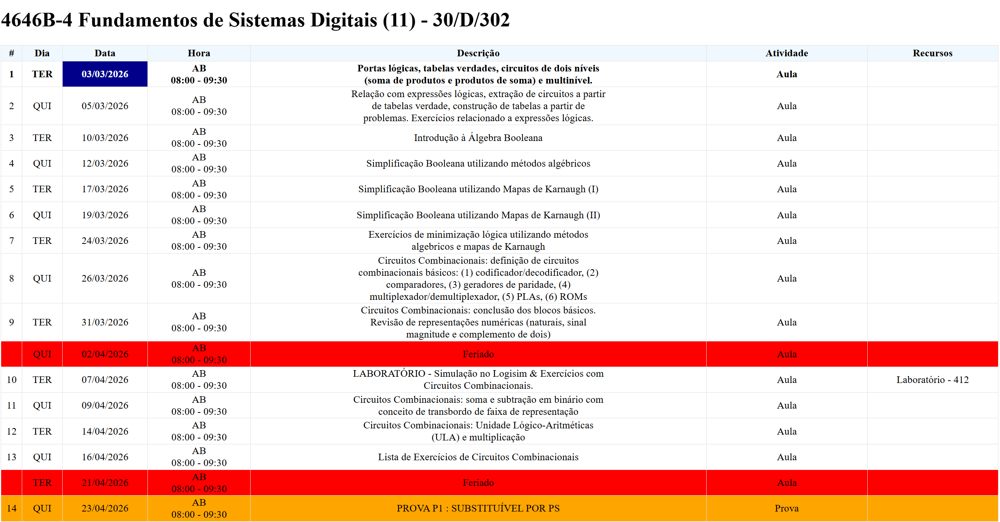 4646B-4 Fundamentos de Sistemas Digitais (11) - 30/D/302
# Dia Data Hora Descrição Atividade Recursos
1 TER 03/03/2026 AB
08:00 - 09:30 Portas lógicas, tabelas verdades, circuitos de dois níveis
(soma de produtos e produtos de soma) e multinível. Aula
2 QUI 05/03/2026 AB
08:00 - 09:30 Relação com expressões lógicas, extração de circuitos a partir
de tabelas verdade, construção de tabelas a partir de
problemas. Exercícios relacionado a expressões lógicas. Aula
3 TER 10/03/2026 AB
08:00 - 09:30 Introdução à Álgebra Booleana Aula
4 QUI 12/03/2026 AB
08:00 - 09:30 Simplificação Booleana utilizando métodos algébricos Aula
5 TER 17/03/2026 AB
08:00 - 09:30 Simplificação Booleana utilizando Mapas de Karnaugh (I) Aula
6 QUI 19/03/2026 AB
08:00 - 09:30 Simplificação Booleana utilizando Mapas de Karnaugh (II) Aula
7 TER 24/03/2026 AB
08:00 - 09:30 Exercícios de minimização lógica utilizando métodos
algebricos e mapas de Karnaugh Aula
8 QUI 26/03/2026 AB
08:00 - 09:30 Circuitos Combinacionais: definição de circuitos
combinacionais básicos: (1) codificador/decodificador, (2)
comparadores, (3) geradores de paridade, (4)
multiplexador/demultiplexador, (5) PLAs, (6) ROMs Aula
9 TER 31/03/2026 AB
08:00 - 09:30 Circuitos Combinacionais: conclusão dos blocos básicos.
Revisão de representações numéricas (naturais, sinal
magnitude e complemento de dois) Aula
QUI 02/04/2026 AB
08:00 - 09:30 Feriado Aula
10 TER 07/04/2026 AB
08:00 - 09:30 LABORATÓRIO - Simulação no Logisim & Exercícios com
Circuitos Combinacionais. Aula Laboratório - 412
11 QUI 09/04/2026 AB
08:00 - 09:30 Circuitos Combinacionais: soma e subtração em binário com
conceito de transbordo de faixa de representação Aula
12 TER 14/04/2026 AB
08:00 - 09:30 Circuitos Combinacionais: Unidade Lógico-Aritméticas
(ULA) e multiplicação Aula
13 QUI 16/04/2026 AB
08:00 - 09:30 Lista de Exercícios de Circuitos Combinacionais Aula
TER 21/04/2026 AB
08:00 - 09:30 Feriado Aula
14 QUI 23/04/2026 AB
08:00 - 09:30 PROVA P1 : SUBSTITUÍVEL POR PS Prova